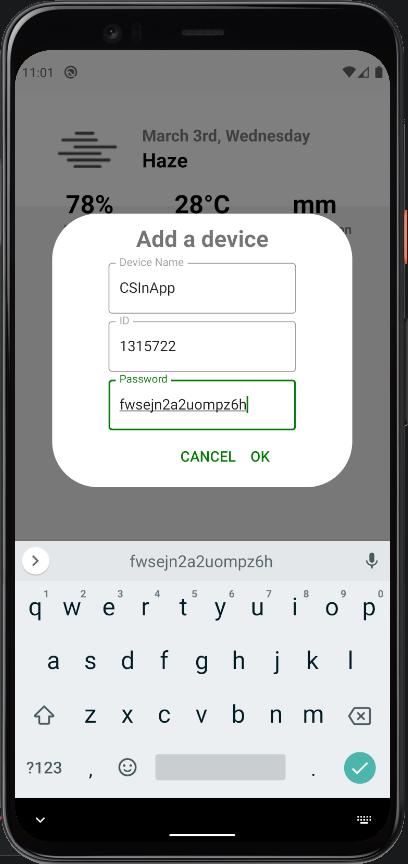 11:01
March 3rd, Wednesday
Haze
78% 28°C mm
Add a device
Device Name
CSInApp
ID
1315722
Password
fwsejn2a2uompz6h
CANCEL OK
fwsejn2a2uompz6h
1 2 3 4 5 6 7 8 9 0
q w e r t y u i o p
a s d f g h j k l
z x c v b n m
?123 , .